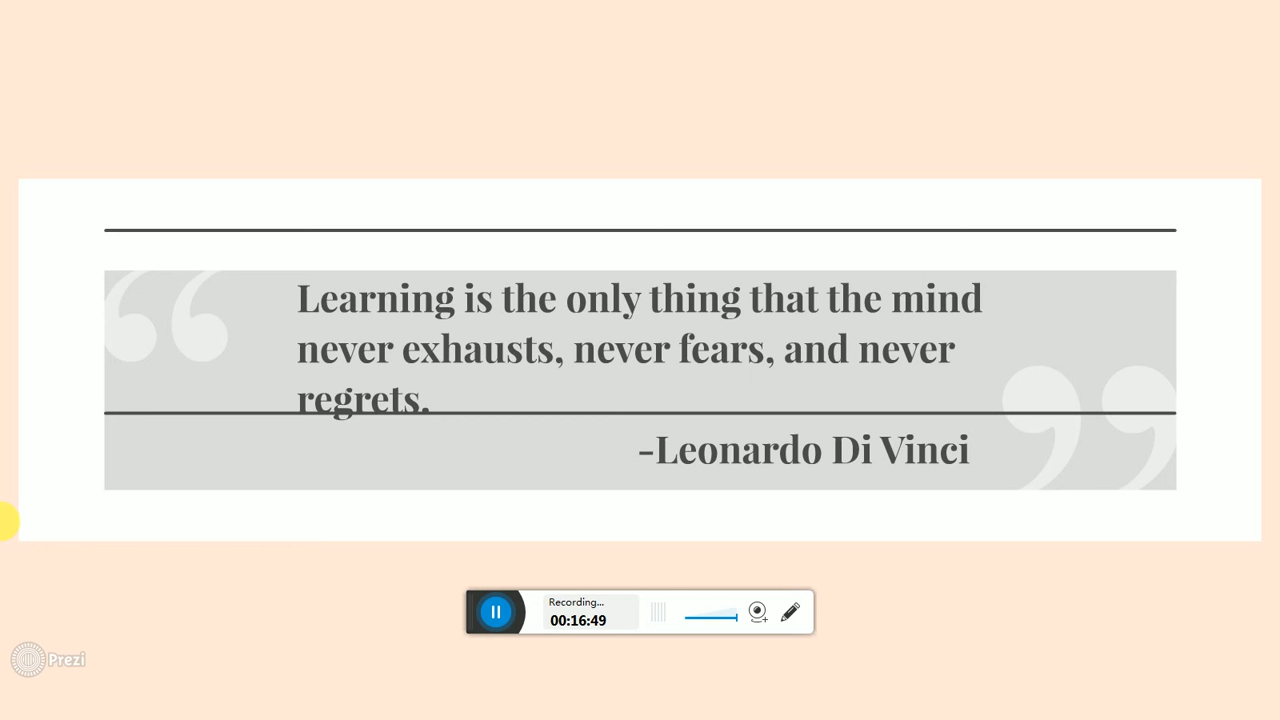 Learning is the only thing that the mind
never exhausts, never fears, and never
regrets.
-Leonardo Di Vinci
Recording...
00:16:49
Prezi